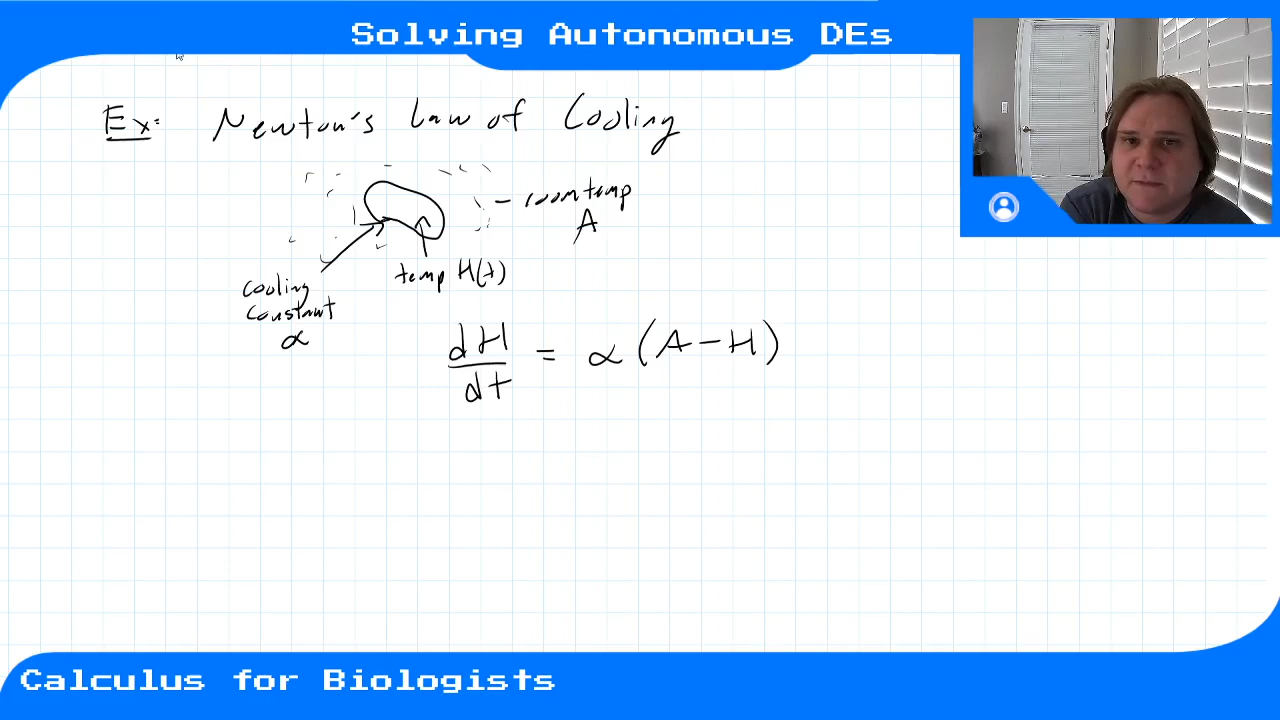 Solving Autonomous DEs
Ex: Newton's Law of Cooling
room temp
A
temp H(t)
cooling
constant
α
dH/dt = α(A-H)
Calculus for Biologists